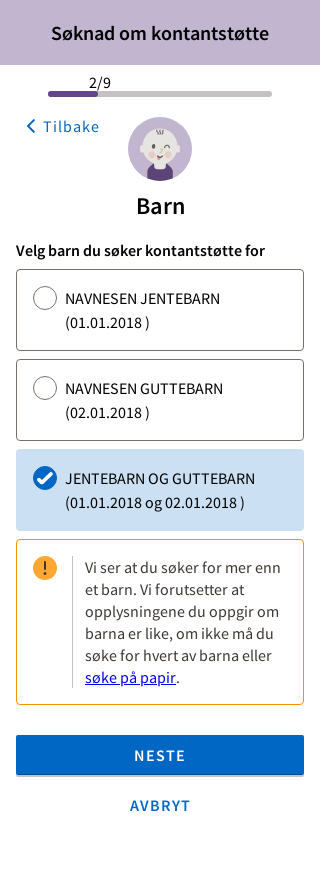 Søknad om kontantstøtte
2/9
Tilbake
Barn
Velg barn du søker kontantstøtte for
NAVNESEN JENTEBARN
(01.01.2018 )
NAVNESEN GUTTEBARN
(02.01.2018 )
JENTEBARN OG GUTTEBARN
(01.01.2018 og 02.01.2018 )
Vi ser at du søker for mer enn
et barn. Vi forutsetter at
opplysningene du oppgir om
barna er like, om ikke må du
søke for hvert av barna eller
søke på papir.
NESTE
AVBRYT